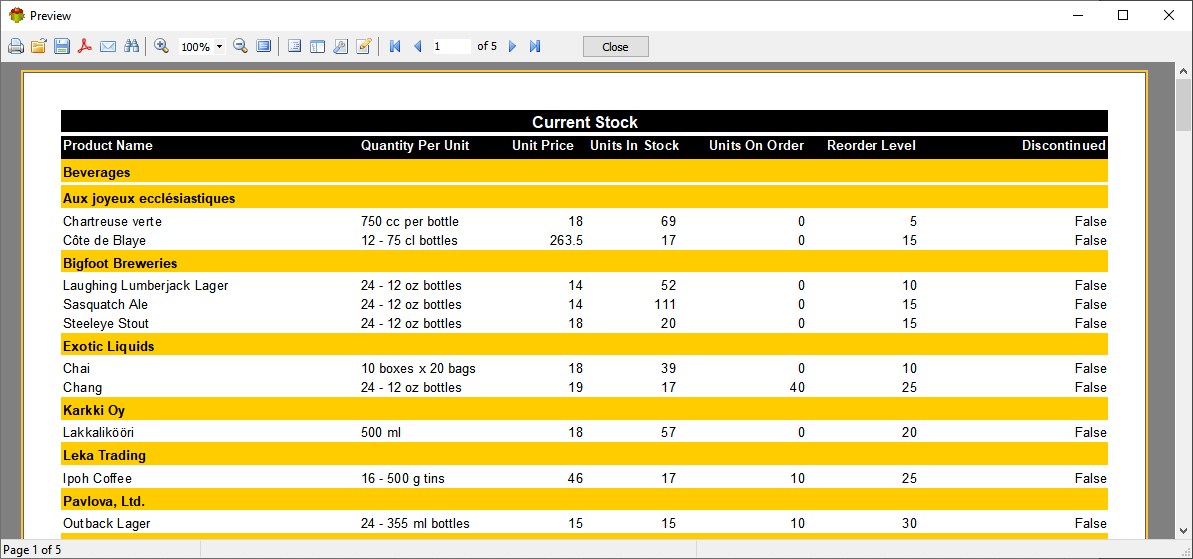 Preview
100% 1 of 5 Close
Current Stock
Product Name Quantity Per Unit Unit Price Units In Stock Units On Order Reorder Level Discontinued
Beverages
Aux joyeux ecclésiastiques
Chartreuse verte 750 cc per bottle 18 69 0 5 False
Côte de Blaye 12 - 75 cl bottles 263.5 17 0 15 False
Bigfoot Breweries
Laughing Lumberjack Lager 24 - 12 oz bottles 14 52 0 10 False
Sasquatch Ale 24 - 12 oz bottles 14 111 0 15 False
Steeleye Stout 24 - 12 oz bottles 18 20 0 15 False
Exotic Liquids
Chai 10 boxes x 20 bags 18 39 0 10 False
Chang 24 - 12 oz bottles 19 17 40 25 False
Karkki Oy
Lakkalikööri 500 ml 18 57 0 20 False
Leka Trading
Ipoh Coffee 16 - 500 g tins 46 17 10 25 False
Pavlova, Ltd.
Outback Lager 24 - 355 ml bottles 15 15 10 30 False
Page 1 of 5